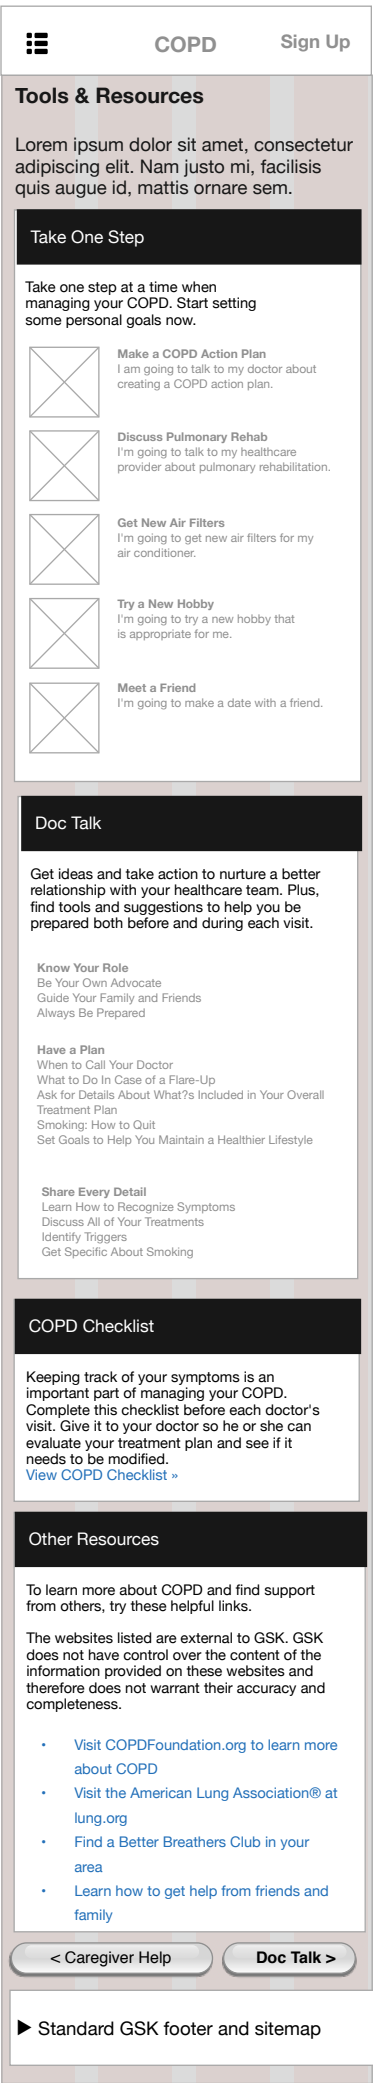 COPD
Sign Up
Tools & Resources
Lorem ipsum dolor sit amet, consectetur
adipiscing elit. Nam justo mi, facilisis
quis augue id, mattis ornare sem.
Take One Step
Take one step at a time when
managing your COPD. Start setting
some personal goals now.
Make a COPD Action Plan
I am going to talk to my doctor about
creating a COPD action plan.
Discuss Pulmonary Rehab
I'm going to talk to my healthcare
provider about pulmonary rehabilitation.
Get New Air Filters
I'm going to get new air filters for my
air conditioner.
Try a New Hobby
I'm going to try a new hobby that
is appropriate for me.
Meet a Friend
I'm going to make a date with a friend.
Doc Talk
Get ideas and take action to nurture a better
relationship with your healthcare team. Plus,
find tools and suggestions to help you be
prepared both before and during each visit.
Know Your Role
Be Your Own Advocate
Guide Your Family and Friends
Always Be Prepared
Have a Plan
When to Call Your Doctor
What to Do In Case of a Flare-Up
Ask for Details About What?s Included in Your Overall
Treatment Plan
Smoking: How to Quit
Set Goals to Help You Maintain a Healthier Lifestyle
Share Every Detail
Learn How to Recognize Symptoms
Discuss All of Your Treatments
Identify Triggers
Get Specific About Smoking
COPD Checklist
Keeping track of your symptoms is an
important part of managing your COPD.
Complete this checklist before each doctor's
visit. Give it to your doctor so he or she can
evaluate your treatment plan and see if it
needs to be modified.
View COPD Checklist »
Other Resources
To learn more about COPD and find support
from others, try these helpful links.
The websites listed are external to GSK. GSK
does not have control over the content of the
information provided on these websites and
therefore does not warrant their accuracy and
completeness.
• Visit COPDFoundation.org to learn more
about COPD
• Visit the American Lung Association® at
lung.org
• Find a Better Breathers Club in your
area
• Learn how to get help from friends and
family
< Caregiver Help
Doc Talk >
▶ Standard GSK footer and sitemap